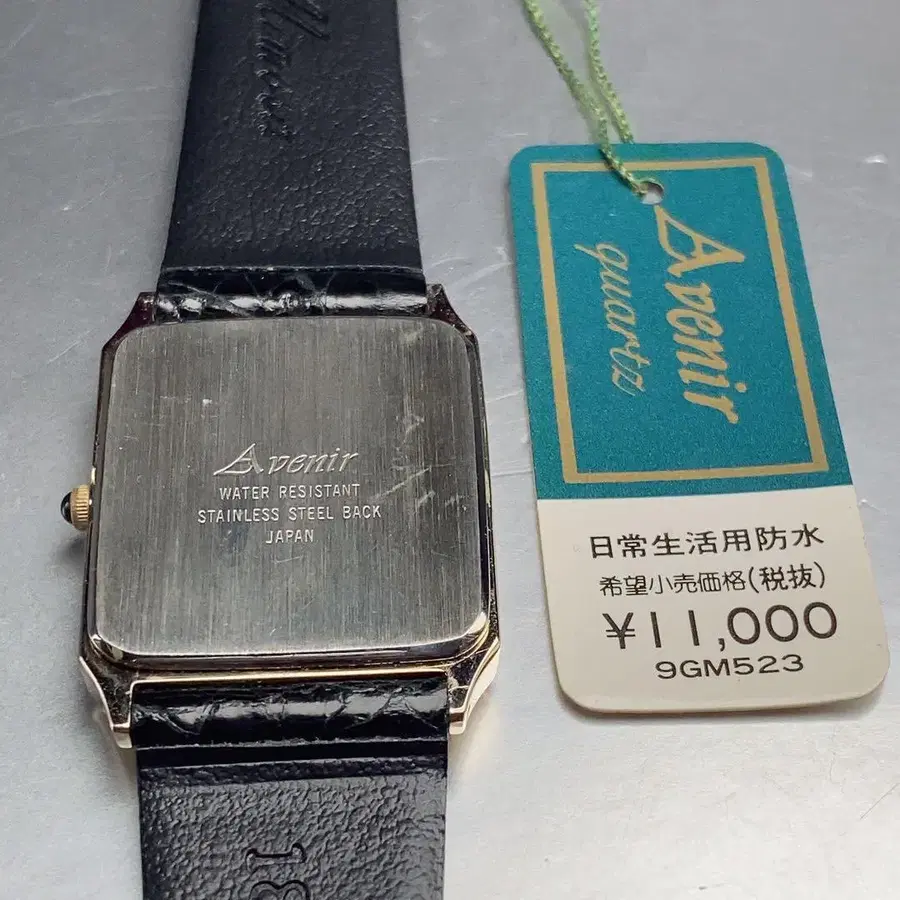 Avenir
WATER RESISTANT
STAINLESS STEEL BACK
JAPAN
18
Avenir
quartz
日常生活用防水
希望小売価格(税抜)
¥11,000
9GM523